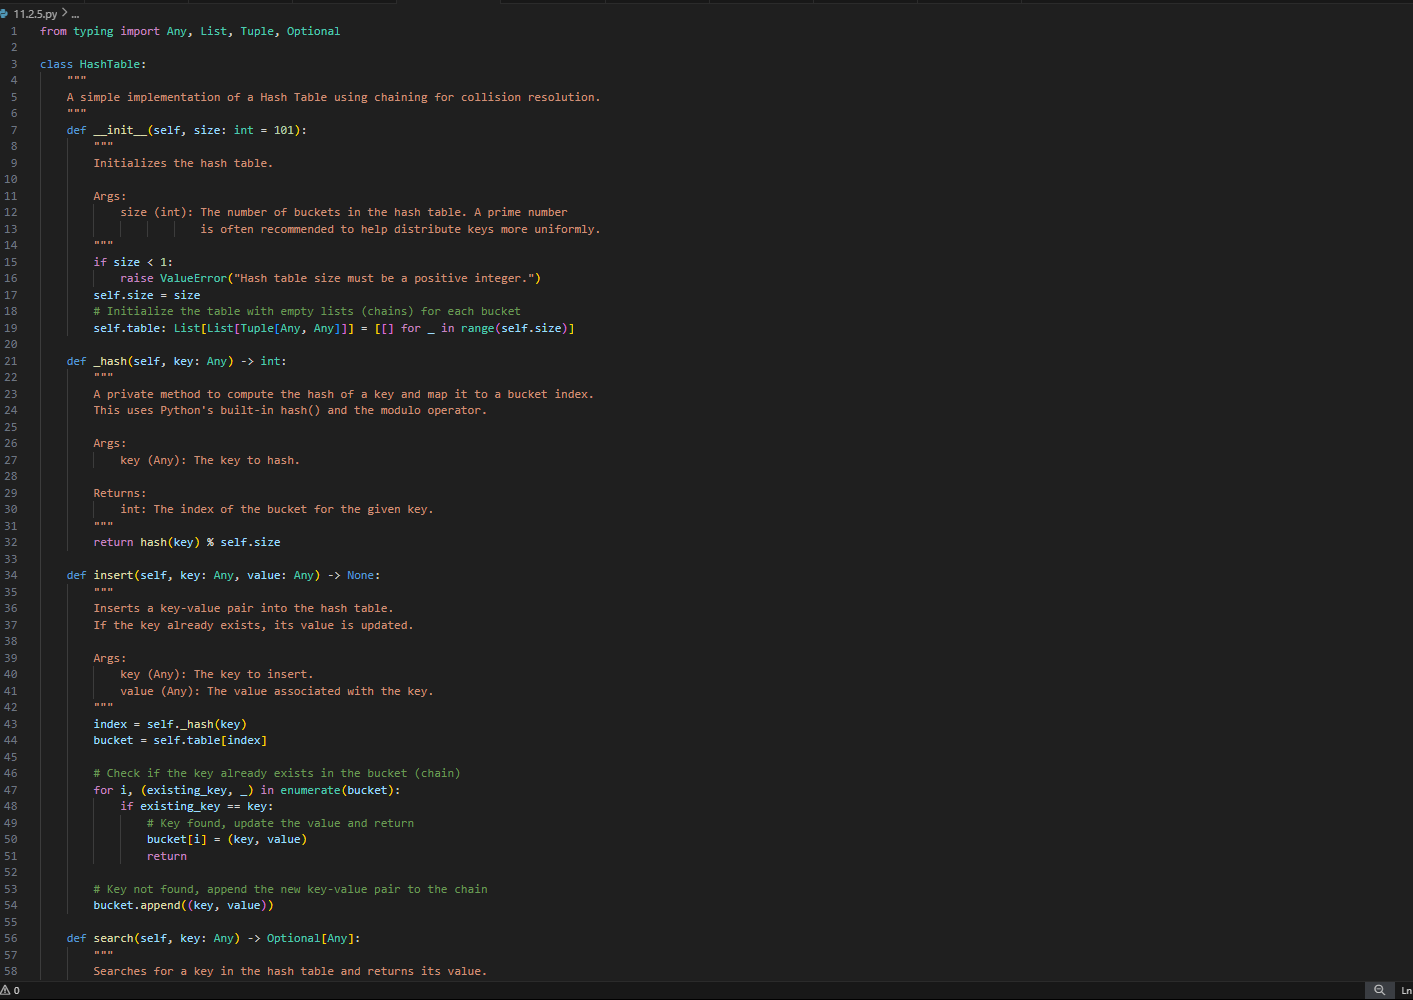 11.2.5.py > ...
1 from typing import Any, List, Tuple, Optional
2
3 class HashTable:
4     """
5     A simple implementation of a Hash Table using chaining for collision resolution.
6     """
7     def __init__(self, size: int = 101):
8         """
9         Initializes the hash table.
10
11         Args:
12             size (int): The number of buckets in the hash table. A prime number
13                         is often recommended to help distribute keys more uniformly.
14         """
15         if size < 1:
16             raise ValueError("Hash table size must be a positive integer.")
17         self.size = size
18         # Initialize the table with empty lists (chains) for each bucket
19         self.table: List[List[Tuple[Any, Any]]] = [[] for _ in range(self.size)]
20
21     def _hash(self, key: Any) -> int:
22         """
23         A private method to compute the hash of a key and map it to a bucket index.
24         This uses Python's built-in hash() and the modulo operator.
25
26         Args:
27             key (Any): The key to hash.
28
29         Returns:
30             int: The index of the bucket for the given key.
31         """
32         return hash(key) % self.size
33
34     def insert(self, key: Any, value: Any) -> None:
35         """
36         Inserts a key-value pair into the hash table.
37         If the key already exists, its value is updated.
38
39         Args:
40             key (Any): The key to insert.
41             value (Any): The value associated with the key.
42         """
43         index = self._hash(key)
44         bucket = self.table[index]
45
46         # Check if the key already exists in the bucket (chain)
47         for i, (existing_key, _) in enumerate(bucket):
48             if existing_key == key:
49                 # Key found, update the value and return
50                 bucket[i] = (key, value)
51                 return
52
53         # Key not found, append the new key-value pair to the chain
54         bucket.append((key, value))
55
56     def search(self, key: Any) -> Optional[Any]:
57         """
58         Searches for a key in the hash table and returns its value.
0 Ln